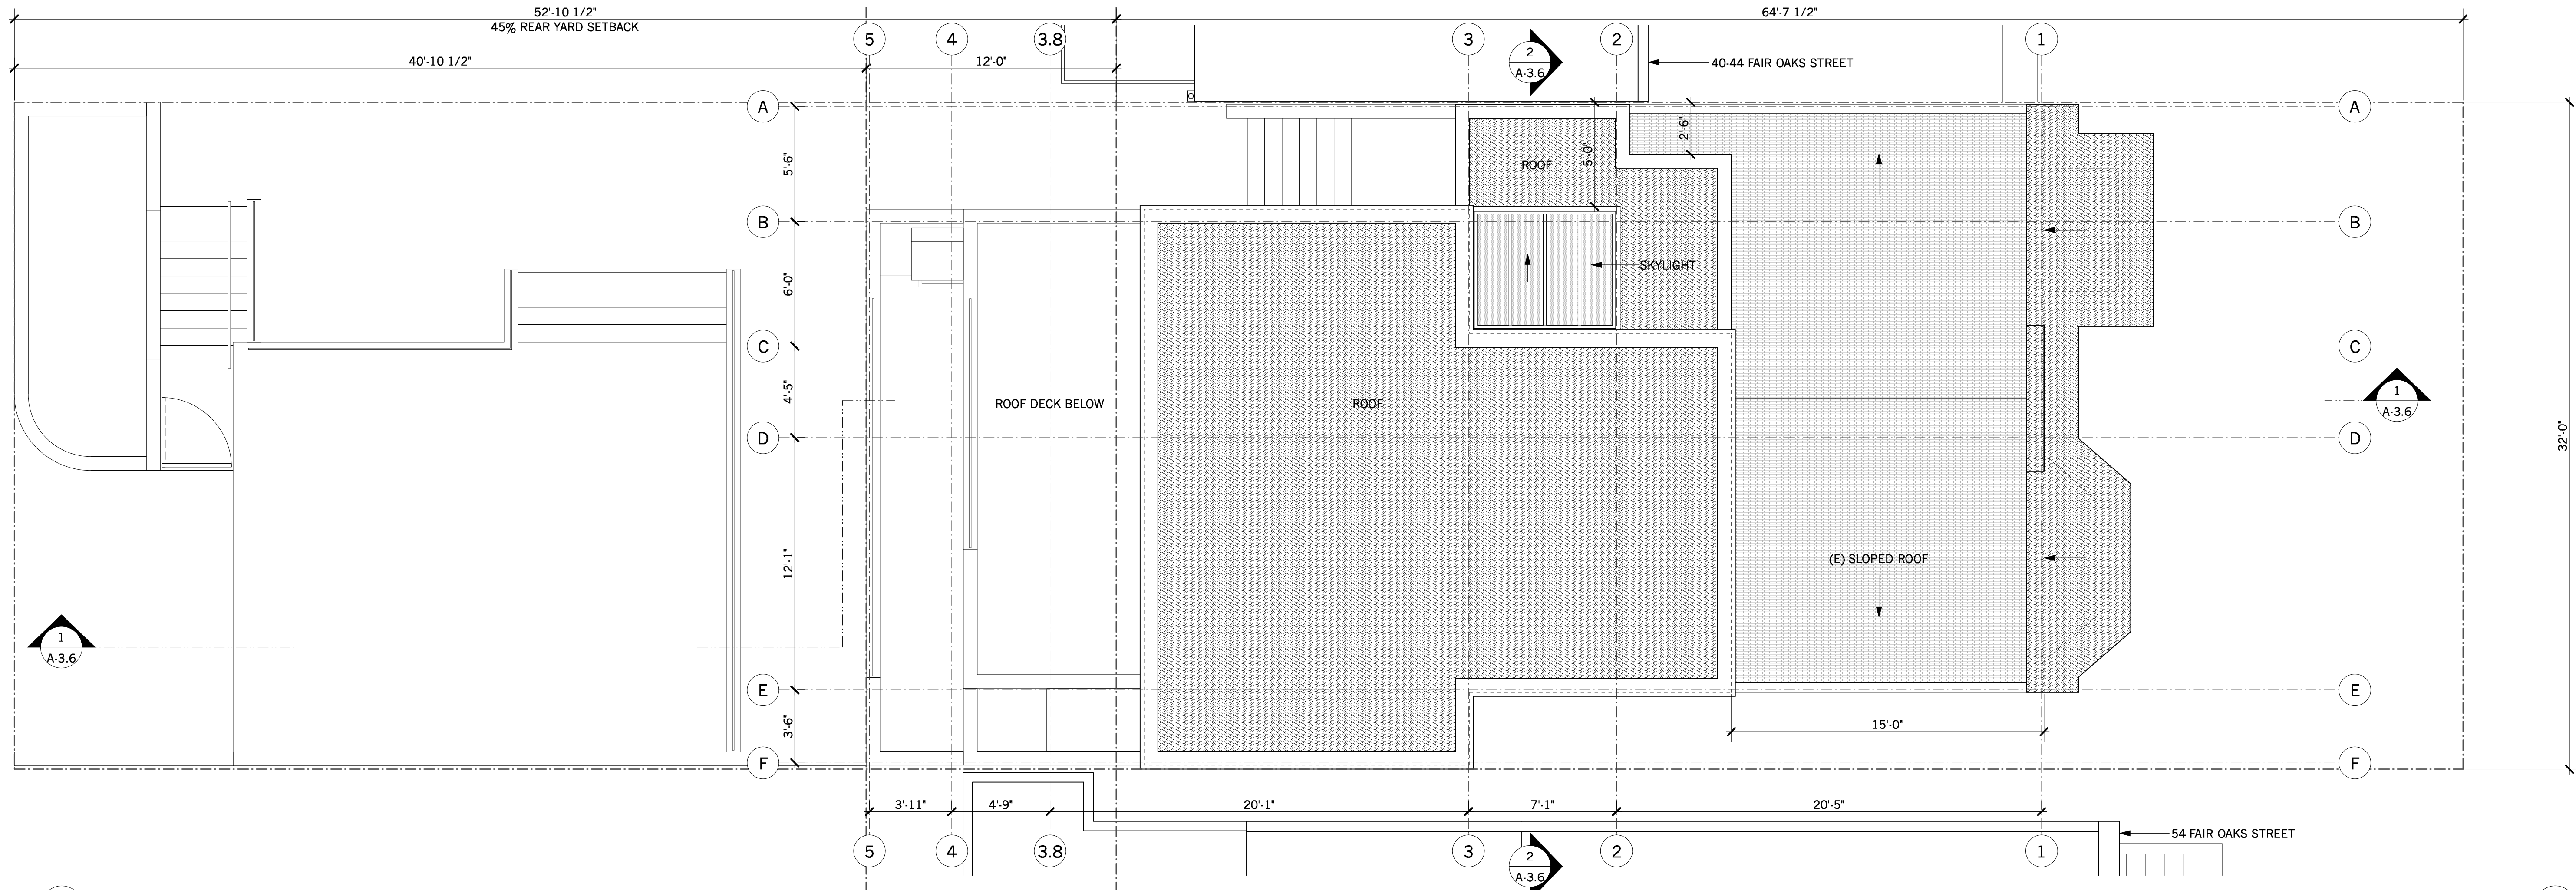 52'-10 1/2"
64'-7 1/2"
45% REAR YARD SETBACK
40'-10 1/2"
12'-0"
5
4
3.8
3
2
1
2
A-3.6
40-44 FAIR OAKS STREET
A
A
5'-6"
2'-6"
5'-0"
ROOF
B
B
6'-0"
SKYLIGHT
C
C
4'-5"
ROOF DECK BELOW
ROOF
1
A-3.6
D
D
32'-0"
12'-1"
(E) SLOPED ROOF
1
A-3.6
E
E
3'-6"
15'-0"
F
F
3'-11"
4'-9"
20'-1"
7'-1"
20'-5"
54 FAIR OAKS STREET
5
4
3.8
3
2
A-3.6
2
1